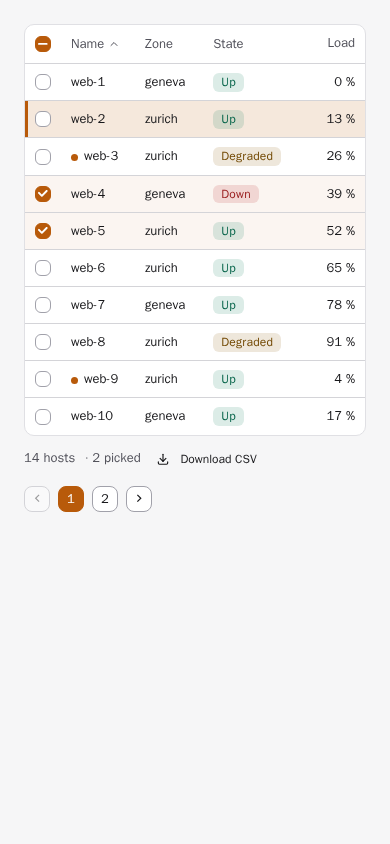 Name Zone State Load
web-1 geneva Up 0 %
web-2 zurich Up 13 %
web-3 zurich Degraded 26 %
web-4 geneva Down 39 %
web-5 zurich Up 52 %
web-6 zurich Up 65 %
web-7 geneva Up 78 %
web-8 zurich Degraded 91 %
web-9 zurich Up 4 %
web-10 geneva Up 17 %
14 hosts · 2 picked Download CSV
1 2